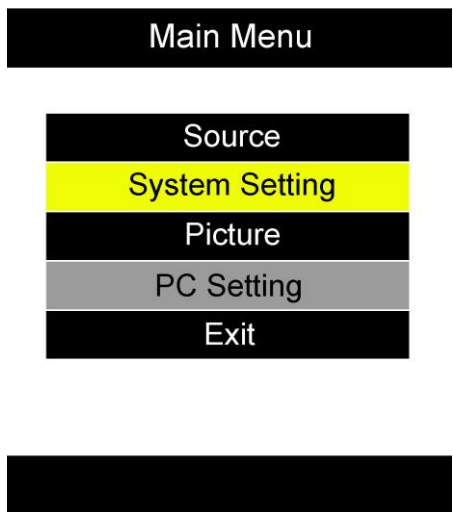 Main Menu
Source
System Setting
Picture
PC Setting
Exit